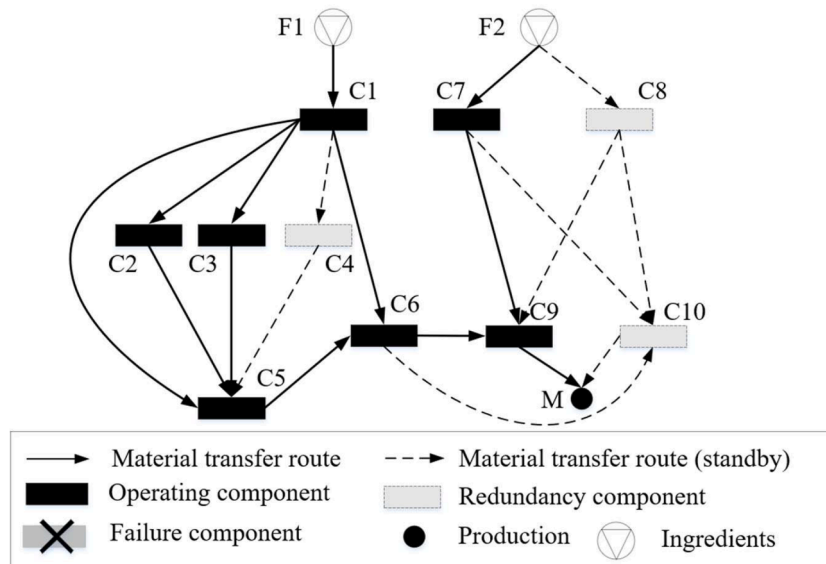 F1
F2
C1
C7
C8
C2
C3
C4
C6
C9
C10
C5
M
Material transfer route
Material transfer route (standby)
Operating component
Redundancy component
Failure component
Production
Ingredients